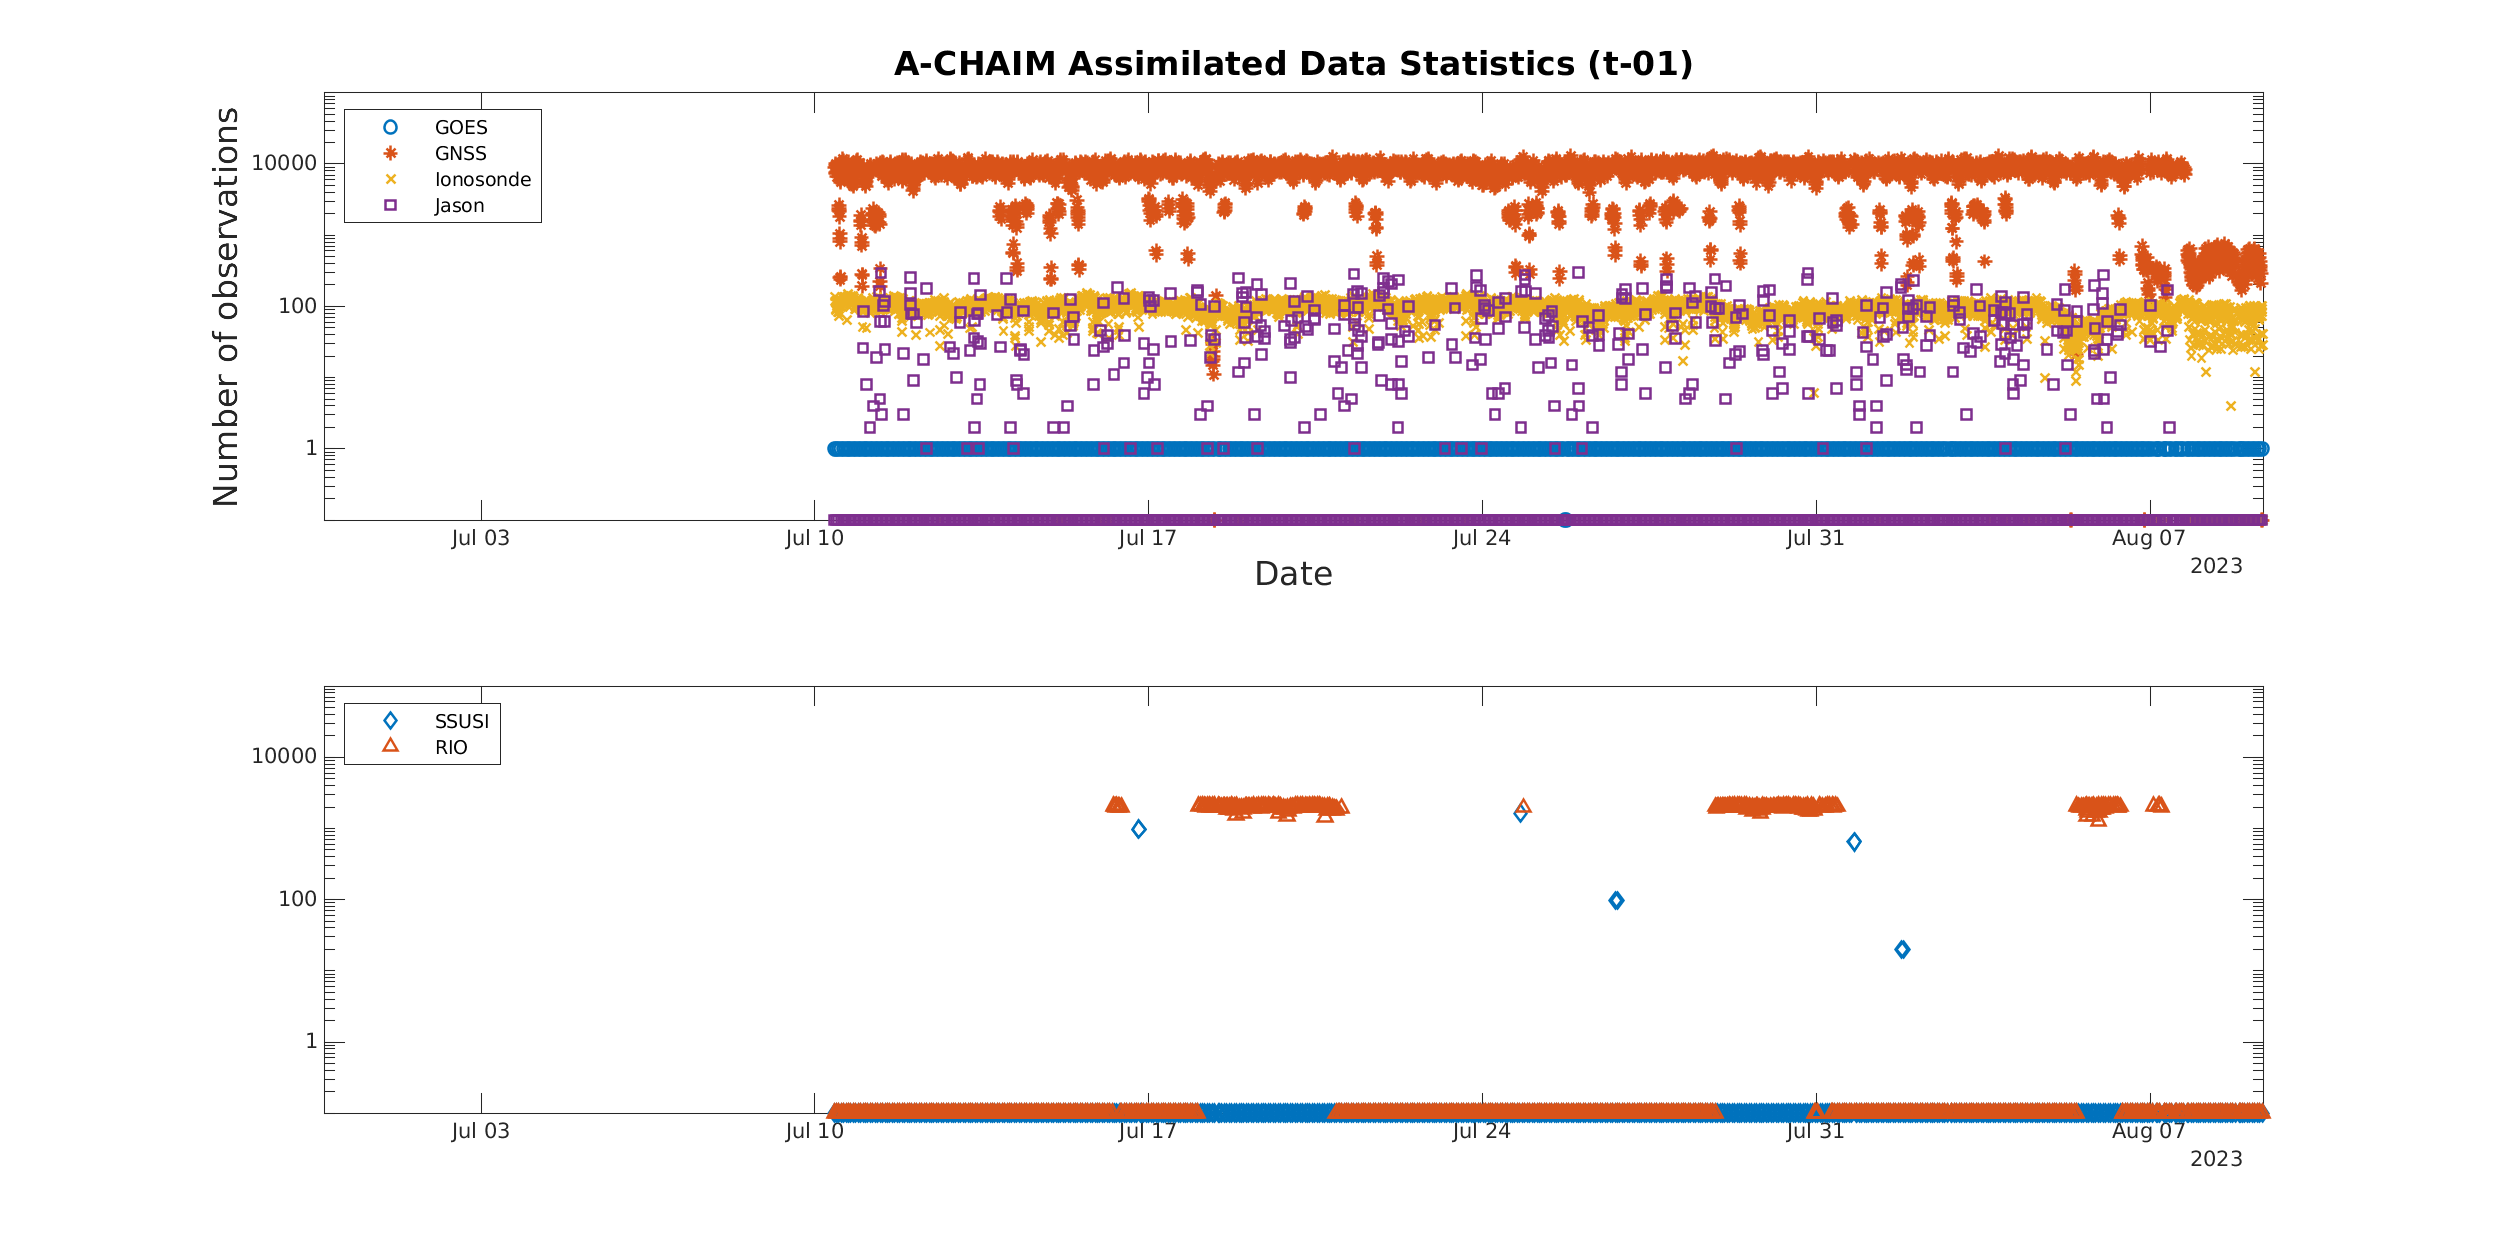 A-CHAIM Assimilated Data Statistics (t-01)
Number of observations
10000
100
1
GOES
GNSS
Ionosonde
Jason
Jul 03 Jul 10 Jul 17 Jul 24 Jul 31 Aug 07
2023
Date
10000
100
1
SSUSI
RIO
Jul 03 Jul 10 Jul 17 Jul 24 Jul 31 Aug 07
2023